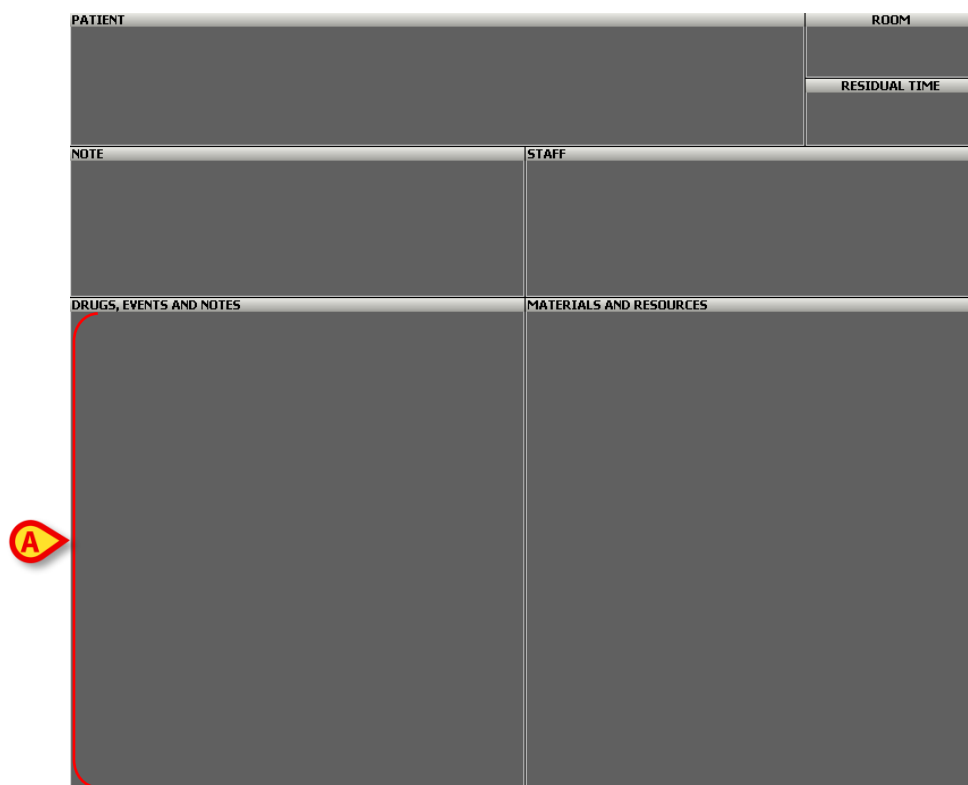 PATIENT
ROOM
RESIDUAL TIME
NOTE
STAFF
DRUGS, EVENTS AND NOTES
MATERIALS AND RESOURCES
A